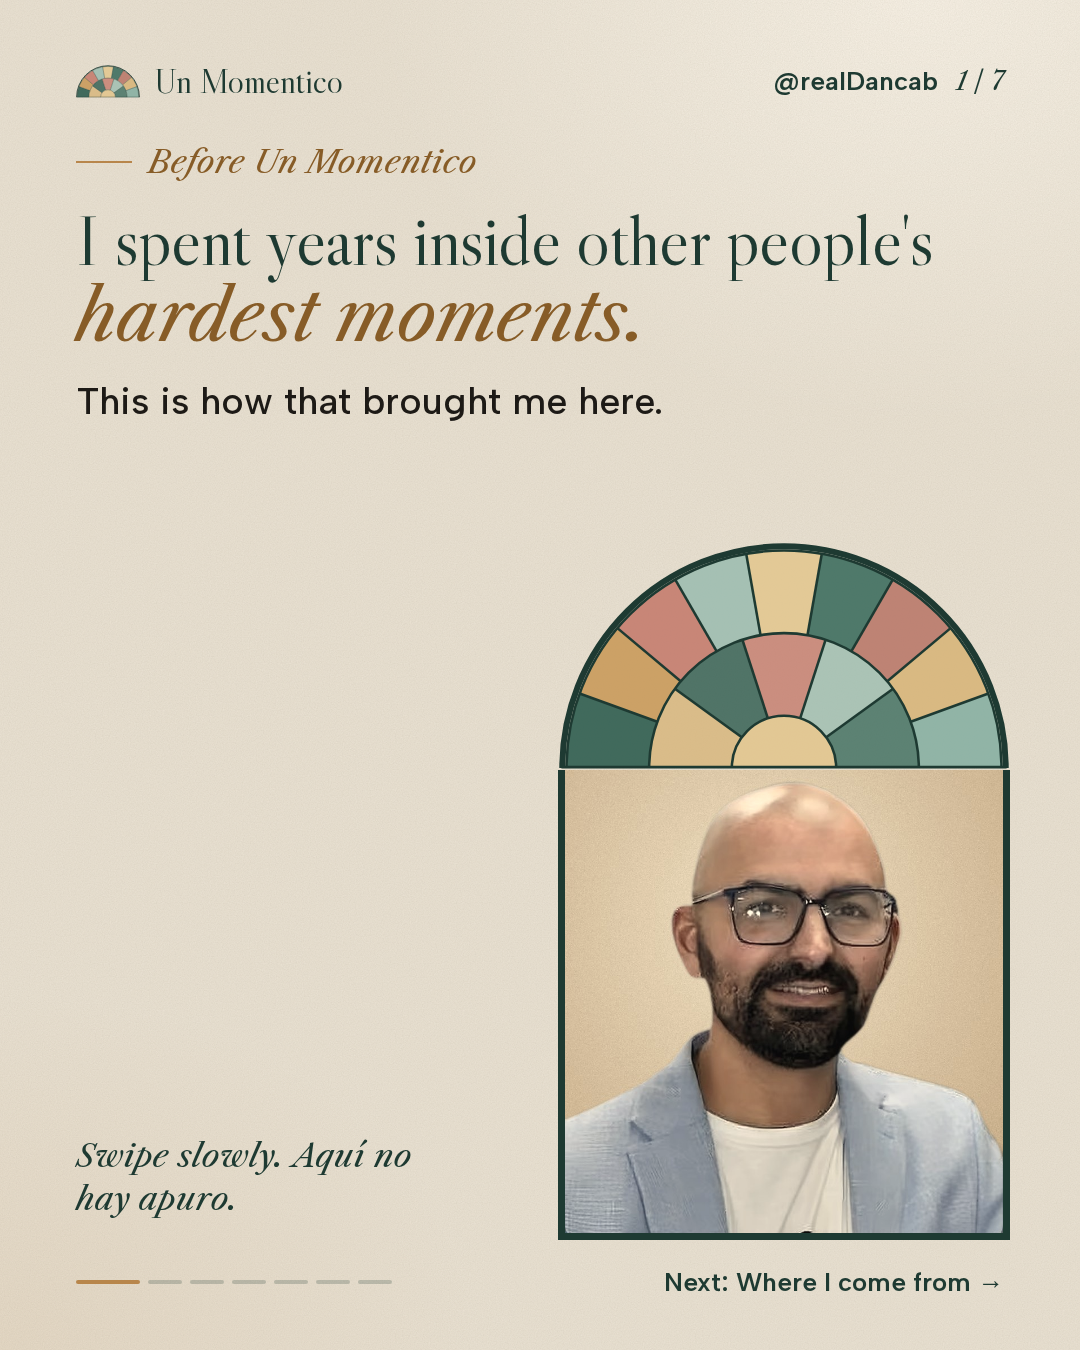 Un Momentico
@realDancab 1 / 7
Before Un Momentico
I spent years inside other people's
hardest moments.
This is how that brought me here.
Swipe slowly. Aquí no
hay apuro.
Next: Where I come from →